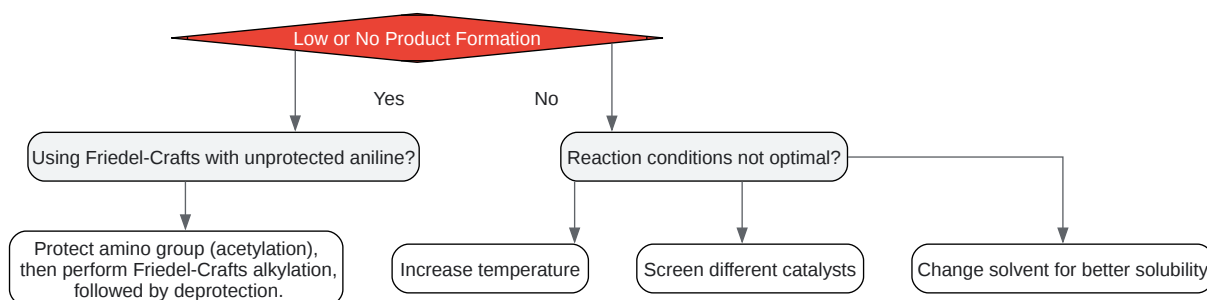 Low or No Product Formation
Yes
No
Using Friedel-Crafts with unprotected aniline?
Reaction conditions not optimal?
Protect amino group (acetylation),
then perform Friedel-Crafts alkylation,
followed by deprotection.
Increase temperature
Screen different catalysts
Change solvent for better solubility